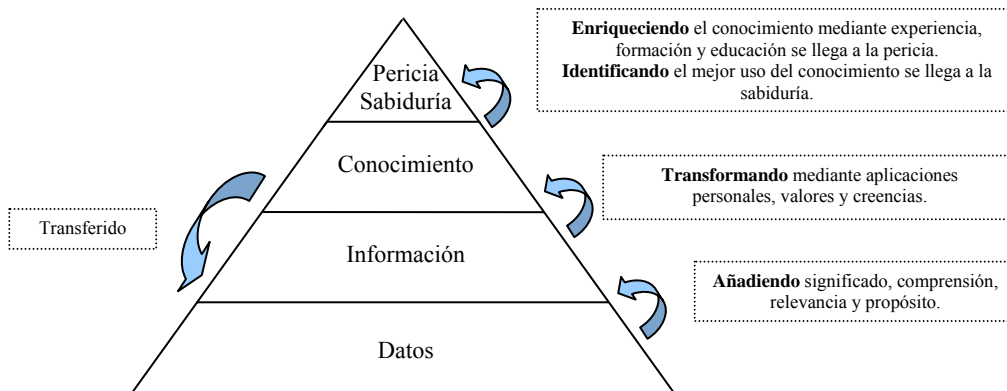 Enriqueciendo el conocimiento mediante experiencia,
formación y educación se llega a la pericia.
Identificando el mejor uso del conocimiento se llega a la
sabiduría.
Pericia
Sabiduría
Conocimiento
Transformando mediante aplicaciones
personales, valores y creencias.
Transferido
Información
Añadiendo significado, comprensión,
relevancia y propósito.
Datos